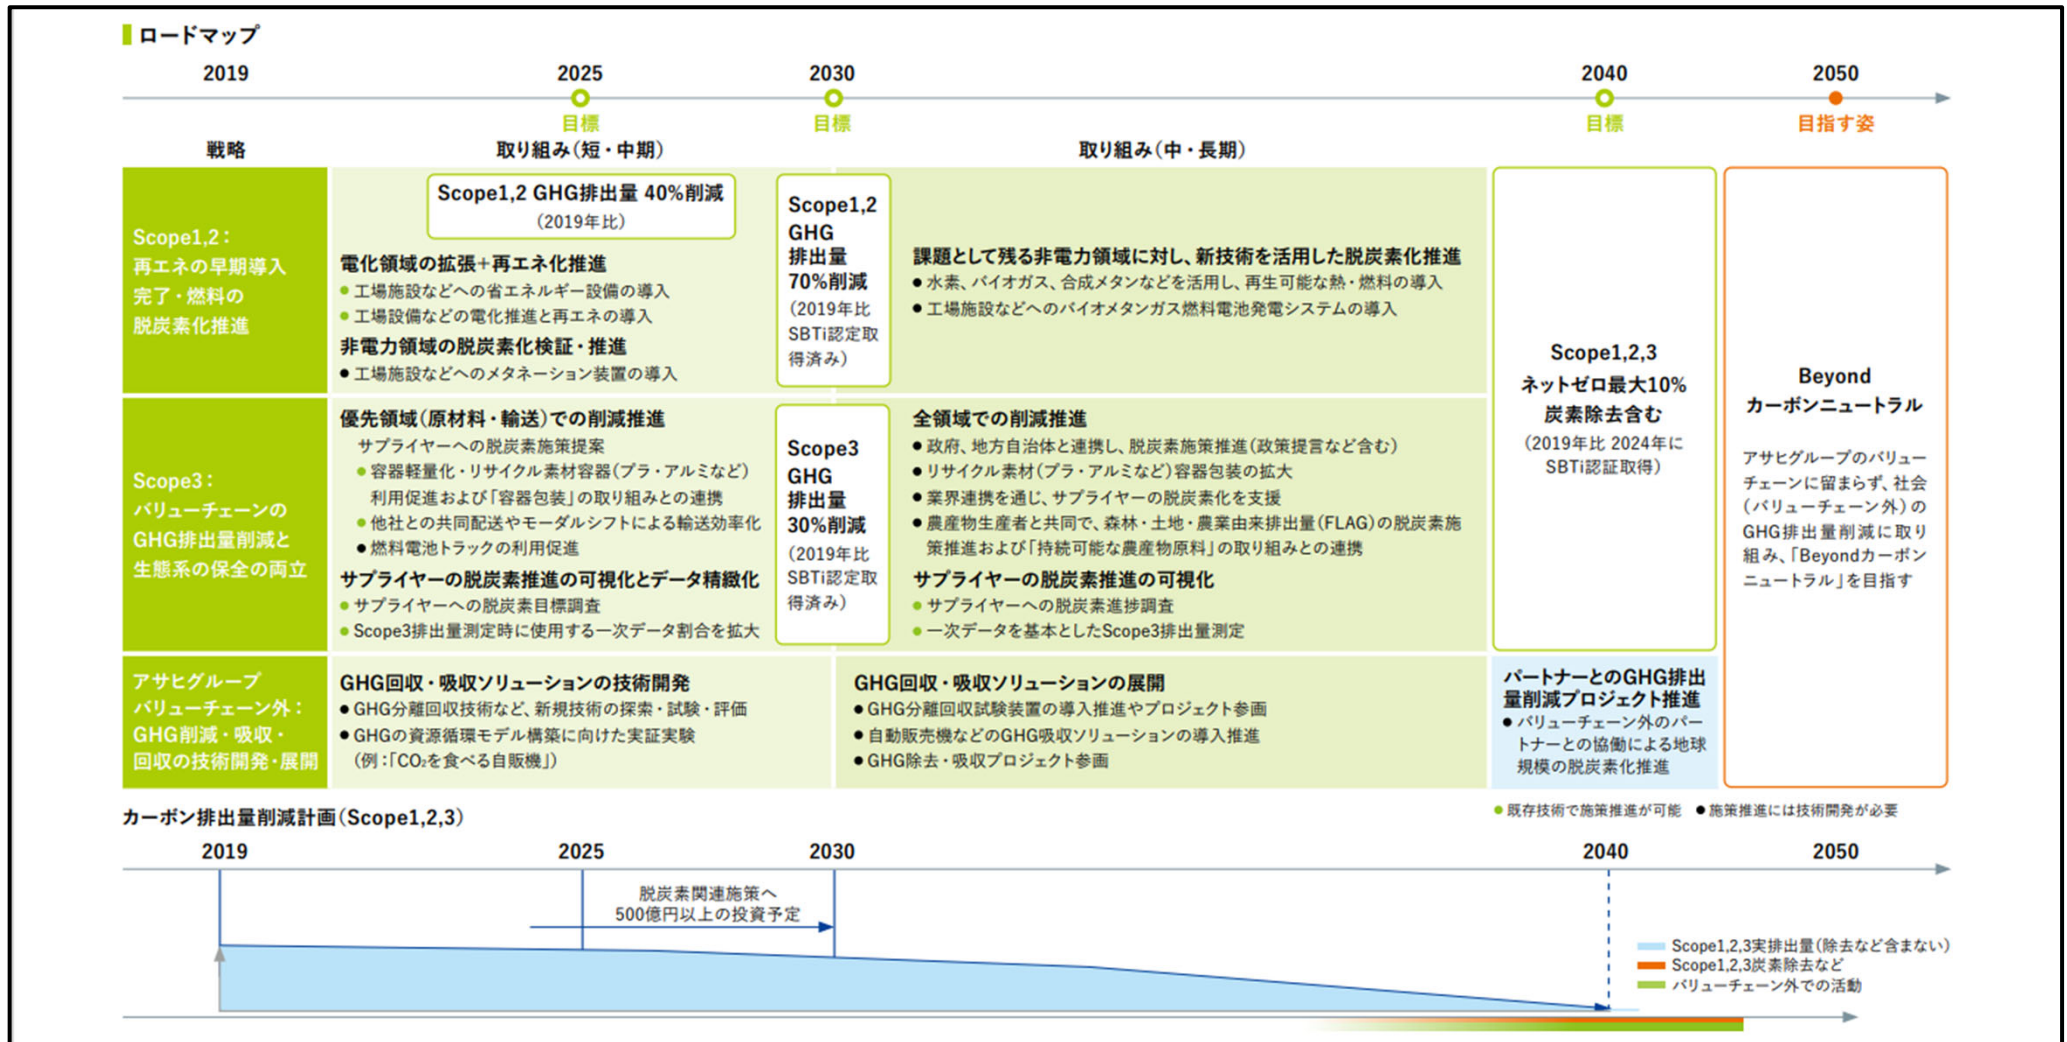 ロードマップ
2019
2025
2030
2040
2050
目標
目標
目標
目指す姿
戦略
取り組み(短・中期)
取り組み(中・長期)
Scope1,2:
再エネの早期導入
完了・燃料の
脱炭素化推進
Scope1,2 GHG排出量 40%削減
(2019年比)
電化領域の拡張+再エネ化推進
● 工場施設などへの省エネルギー設備の導入
● 工場設備などの電化推進と再エネの導入
非電力領域の脱炭素化検証・推進
● 工場施設などへのメタネーション装置の導入
Scope1,2
GHG
排出量
70%削減
(2019年比
SBTi認定取
得済み)
課題として残る非電力領域に対し、新技術を活用した脱炭素化推進
● 水素、バイオガス、合成メタンなどを活用し、再生可能な熱・燃料の導入
● 工場施設などへのバイオメタンガス燃料電池発電システムの導入
Scope3:
バリューチェーンの
GHG排出量削減と
生態系の保全の両立
優先領域(原材料・輸送)での削減推進
サプライヤーへの脱炭素施策提案
● 容器軽量化・リサイクル素材容器(プラ・アルミなど)
利用促進および「容器包装」の取り組みとの連携
● 他社との共同配送やモーダルシフトによる輸送効率化
● 燃料電池トラックの利用促進
サプライヤーの脱炭素推進の可視化とデータ精緻化
● サプライヤーへの脱炭素目標調査
● Scope3排出量測定時に使用する一次データ割合を拡大
Scope3
GHG
排出量
30%削減
(2019年比
SBTi認定取
得済み)
全領域での削減推進
● 政府、地方自治体と連携し、脱炭素施策推進(政策提言など含む)
● リサイクル素材(プラ・アルミなど)容器包装の拡大
● 業界連携を通じ、サプライヤーの脱炭素化を支援
● 農産物生産者と共同で、森林・土地・農業由来排出量(FLAG)の脱炭素施
策推進および「持続可能な農産物原料」の取り組みとの連携
サプライヤーの脱炭素推進の可視化
● サプライヤーへの脱炭素進捗調査
● 一次データを基本としたScope3排出量測定
Scope1,2,3
ネットゼロ最大10%
炭素除去含む
(2019年比 2024年に
SBTi認証取得)
Beyond
カーボンニュートラル
アサヒグループのバリュー
チェーンに留まらず、社会
(バリューチェーン外)の
GHG排出量削減に取り
組み、「Beyondカーボン
ニュートラル」を目指す
アサヒグループ
バリューチェーン外:
GHG削減・吸収・
回収の技術開発・展開
GHG回収・吸収ソリューションの技術開発
● GHG分離回収技術など、新規技術の探索・試験・評価
● GHGの資源循環モデル構築に向けた実証実験
(例:「CO₂を食べる自販機」)
GHG回収・吸収ソリューションの展開
● GHG分離回収試験装置の導入推進やプロジェクト参画
● 自動販売機などのGHG吸収ソリューションの導入推進
● GHG除去・吸収プロジェクト参画
パートナーとのGHG排出
量削減プロジェクト推進
● バリューチェーン外のパー
トナーとの協働による地球
規模の脱炭素化推進
● 既存技術で施策推進が可能 ● 施策推進には技術開発が必要
カーボン排出量削減計画(Scope1,2,3)
2019
2025
2030
2040
2050
脱炭素関連施策へ
500億円以上の投資予定
Scope1,2,3実排出量(除去など含まない)
Scope1,2,3炭素除去など
バリューチェーン外での活動